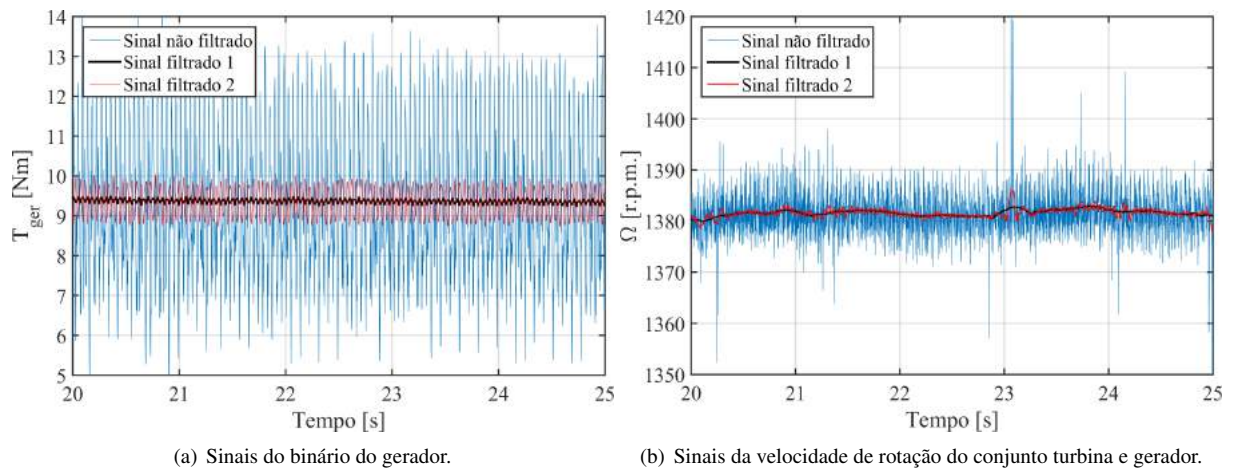 14
13
12
11
10
9
8
7
6
5
T_ger [Nm]
Sinal não filtrado
Sinal filtrado 1
Sinal filtrado 2
20 21 22 23 24 25
Tempo [s]
(a) Sinais do binário do gerador.
1420
1410
1400
1390
1380
1370
1360
1350
Ω [r.p.m.]
Sinal não filtrado
Sinal filtrado 1
Sinal filtrado 2
20 21 22 23 24 25
Tempo [s]
(b) Sinais da velocidade de rotação do conjunto turbina e gerador.